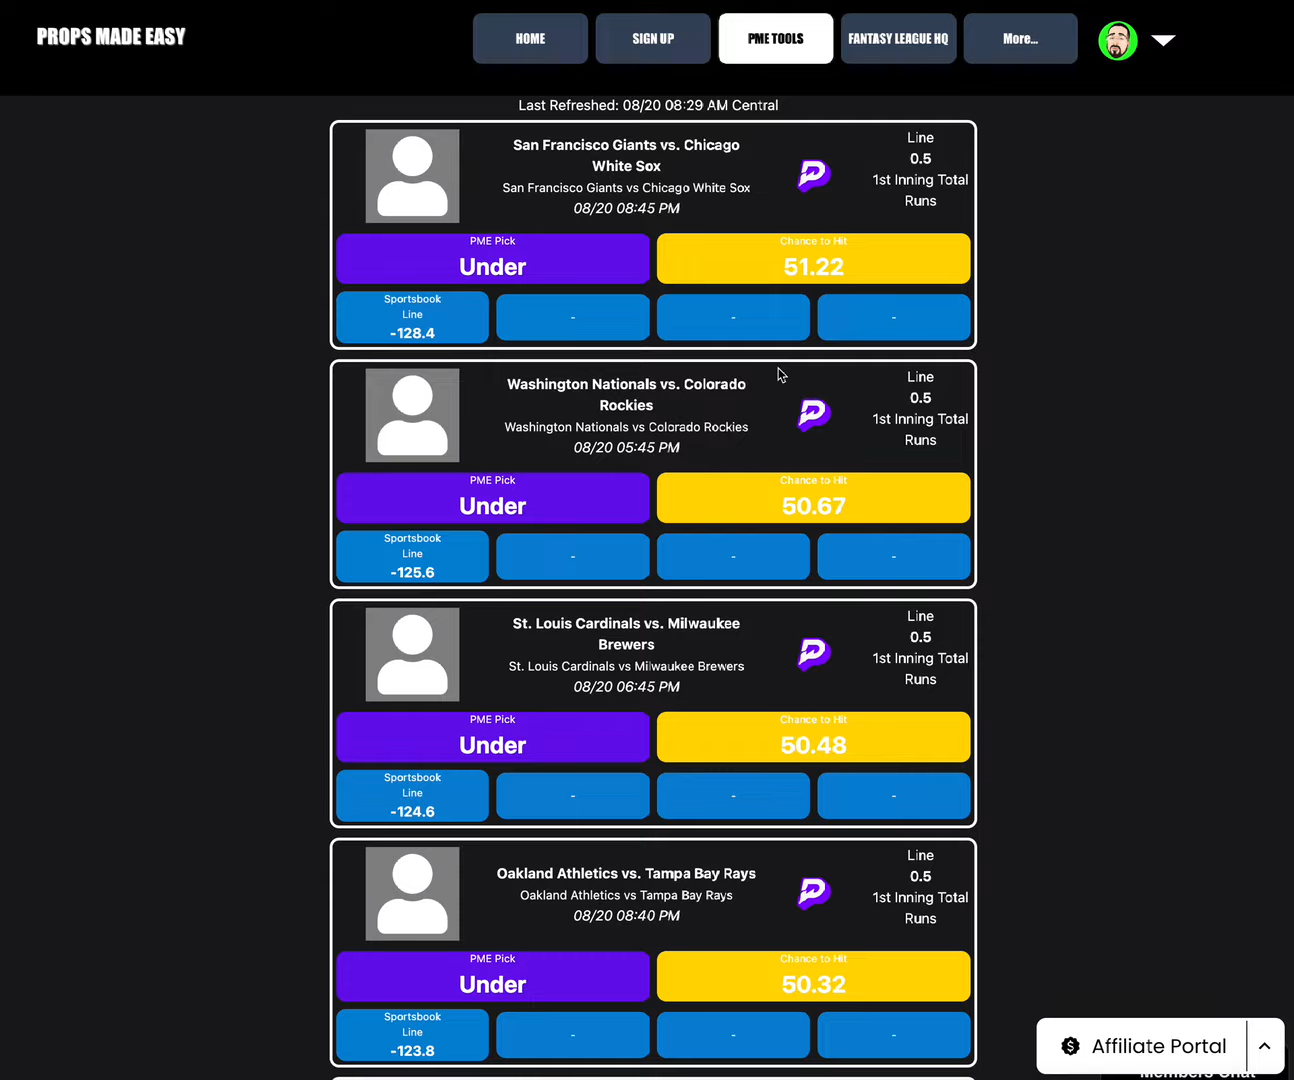 PROPS MADE EASY
HOME
SIGN UP
PME TOOLS
FANTASY LEAGUE HQ
More...
Last Refreshed: 08/20 08:29 AM Central
San Francisco Giants vs. Chicago
White Sox
San Francisco Giants vs Chicago White Sox
08/20 08:45 PM
Line
0.5
1st Inning Total
Runs
PME Pick
Under
Chance to Hit
51.22
Sportsbook
Line
-128.4
-
-
-
Washington Nationals vs. Colorado
Rockies
Washington Nationals vs Colorado Rockies
08/20 05:45 PM
Line
0.5
1st Inning Total
Runs
PME Pick
Under
Chance to Hit
50.67
Sportsbook
Line
-125.6
-
-
-
St. Louis Cardinals vs. Milwaukee
Brewers
St. Louis Cardinals vs Milwaukee Brewers
08/20 06:45 PM
Line
0.5
1st Inning Total
Runs
PME Pick
Under
Chance to Hit
50.48
Sportsbook
Line
-124.6
-
-
-
Oakland Athletics vs. Tampa Bay Rays
Oakland Athletics vs Tampa Bay Rays
08/20 08:40 PM
Line
0.5
1st Inning Total
Runs
PME Pick
Under
Chance to Hit
50.32
Sportsbook
Line
-123.8
-
-
-
Affiliate Portal
Members Chat